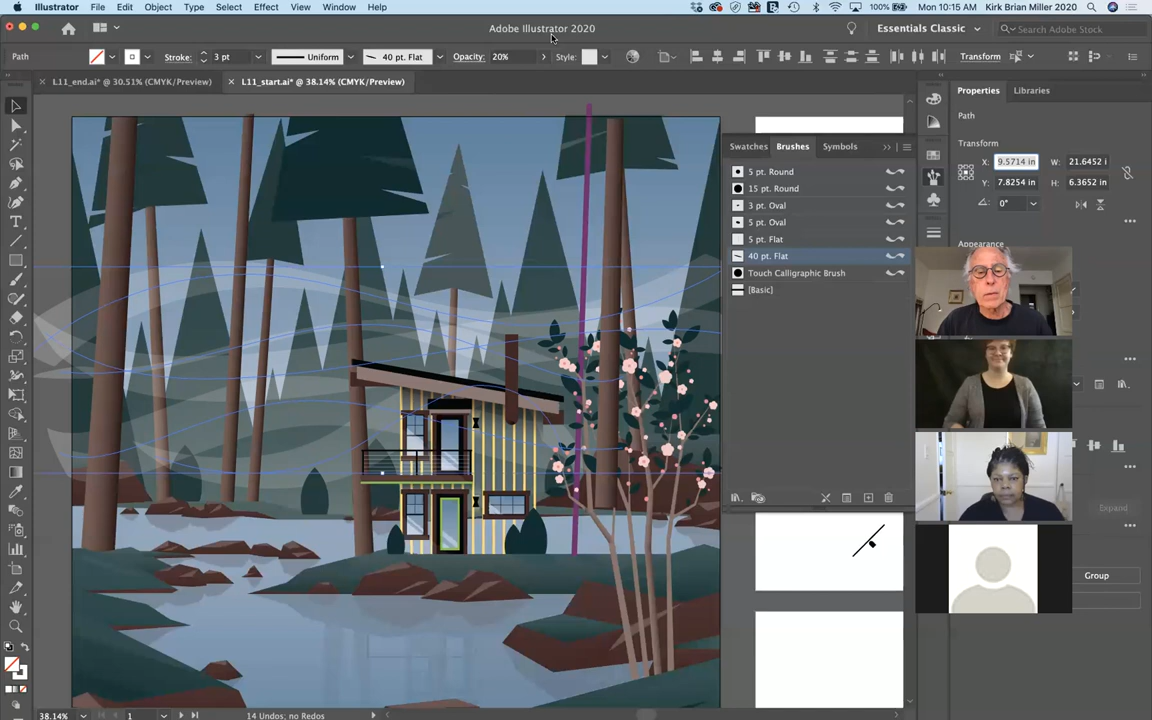 Illustrator File Edit Object Type Select Effect View Window Help 100% Mon 10:15 AM Kirk Brian Miller 2020
Adobe Illustrator 2020 Essentials Classic Search Adobe Stock
Path Stroke: 3 pt Uniform 40 pt. Flat Opacity: 20% Style: Transform
L11_end.ai* @ 30.51% (CMYK/Preview) L11_start.ai* @ 38.14% (CMYK/Preview)
Properties Libraries
Path
Transform
X: 9.5714 in W: 21.6452 i
Y: 7.8254 in H: 6.3652 in
0°
Appearance
Swatches Brushes Symbols
5 pt. Round
15 pt. Round
3 pt. Oval
5 pt. Oval
5 pt. Flat
40 pt. Flat
Touch Calligraphic Brush
[Basic]
Expand
Group
38.14% 1 14 Undos; no Redos